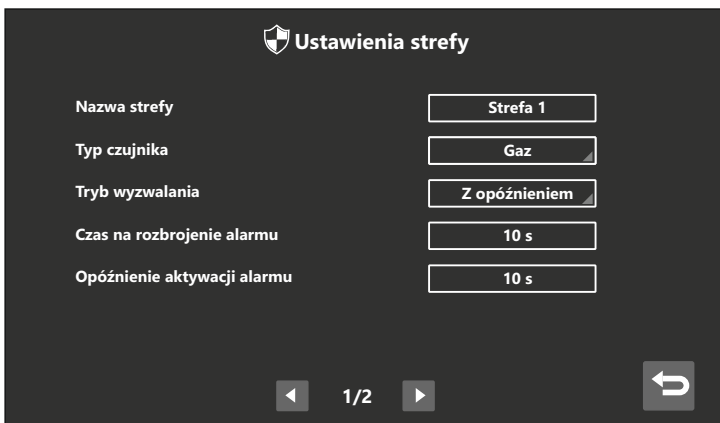 Ustawienia strefy
Nazwa strefy Strefa 1
Typ czujnika Gaz
Tryb wyzwalania Z opóźnieniem
Czas na rozbrojenie alarmu 10 s
Opóźnienie aktywacji alarmu 10 s
1/2